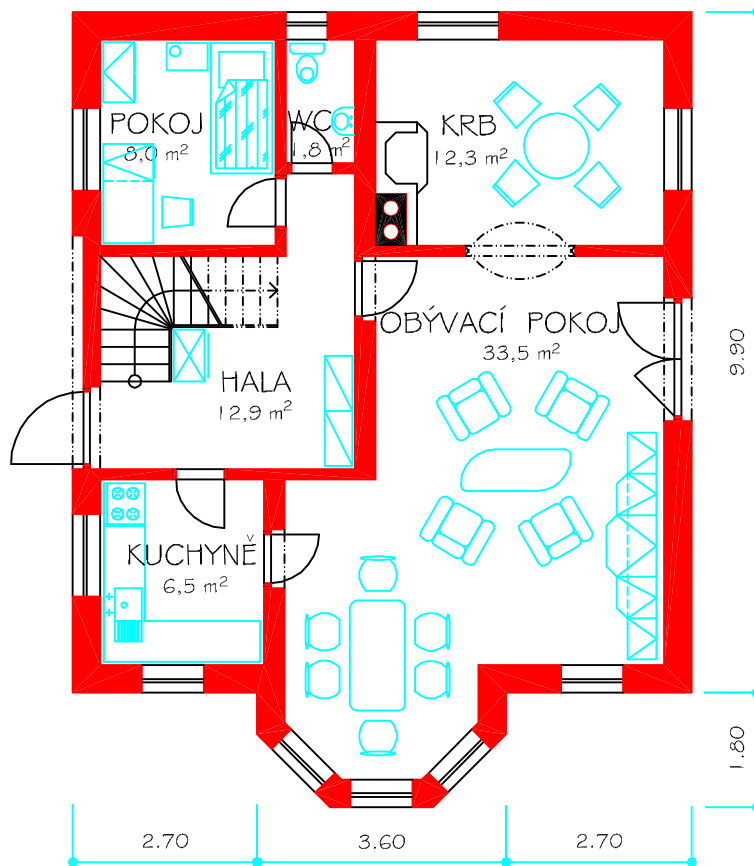 POKOJ
8,0 m²
WC
1,8 m²
KRB
12,3 m²
OBÝVACÍ POKOJ
33,5 m²
HALA
12,9 m²
KUCHYNĚ
6,5 m²
9.90
1.80
2.70
3.60
2.70